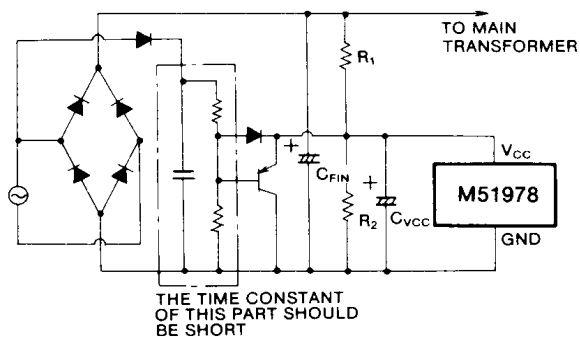 TO MAIN
TRANSFORMER
R1
+
CFIN
R2
+
CVCC
VCC
M51978
GND
THE TIME CONSTANT
OF THIS PART SHOULD
BE SHORT